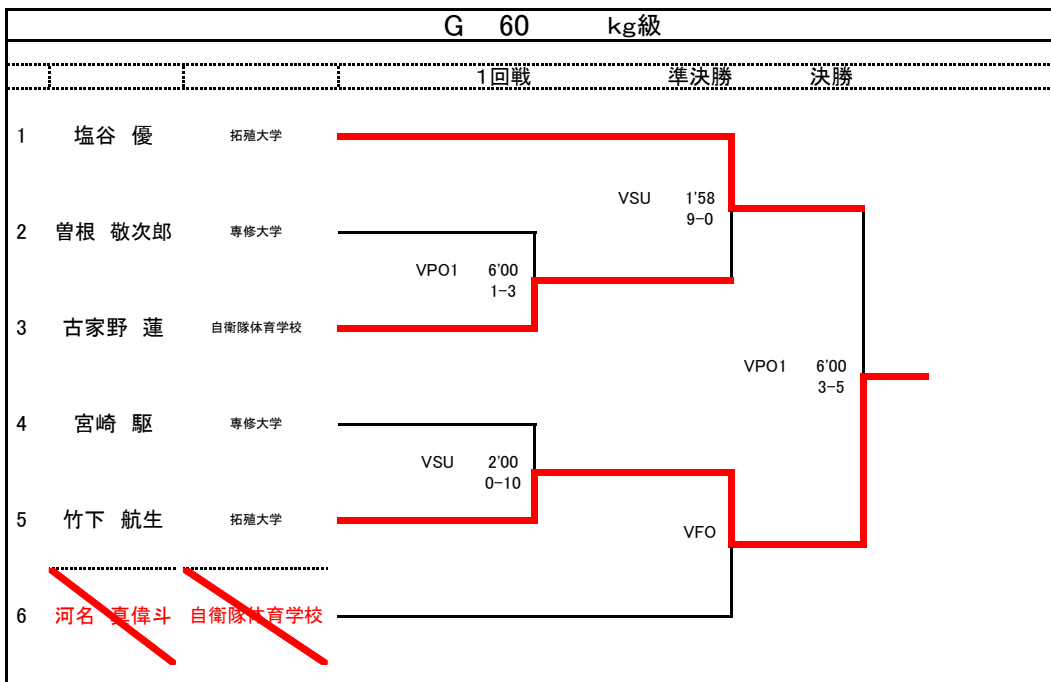 G 60 kg級
1回戦 準決勝 決勝
1 塩谷 優 拓殖大学
VSU 1'58
9-0
2 曽根 敬次郎 専修大学
VPO1 6'00
1-3
3 古家野 蓮 自衛隊体育学校
VPO1 6'00
3-5
4 宮崎 駆 専修大学
VSU 2'00
0-10
5 竹下 航生 拓殖大学
VFO
6 河名 真偉斗 自衛隊体育学校